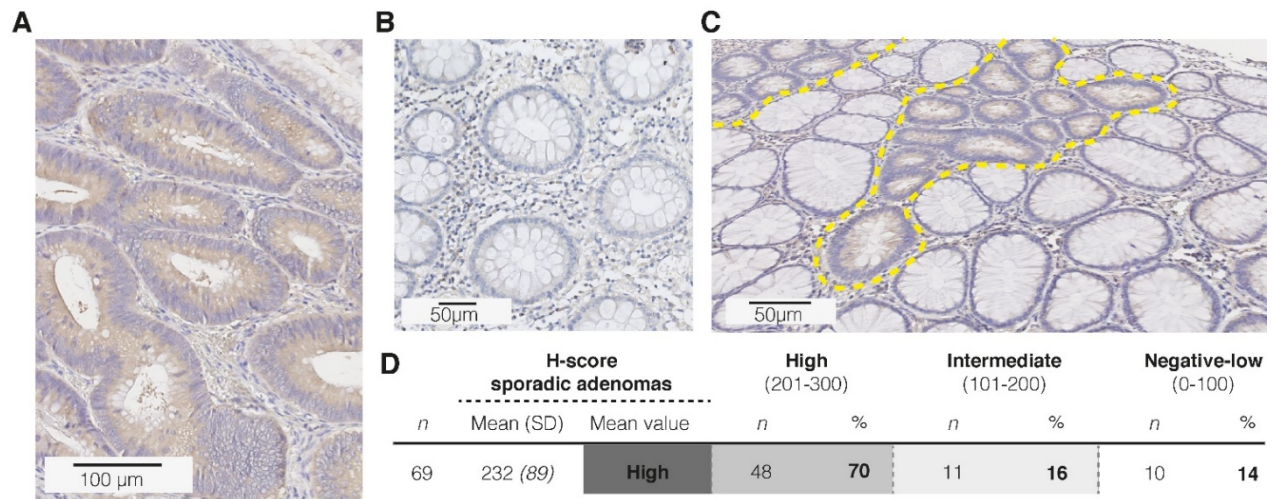 A
B
C
100 µm
50µm
50µm
D
H-score
sporadic adenomas
High
(201-300)
Intermediate
(101-200)
Negative-low
(0-100)
n Mean (SD) Mean value n % n % n %
69 232 (89) High 48 70 11 16 10 14